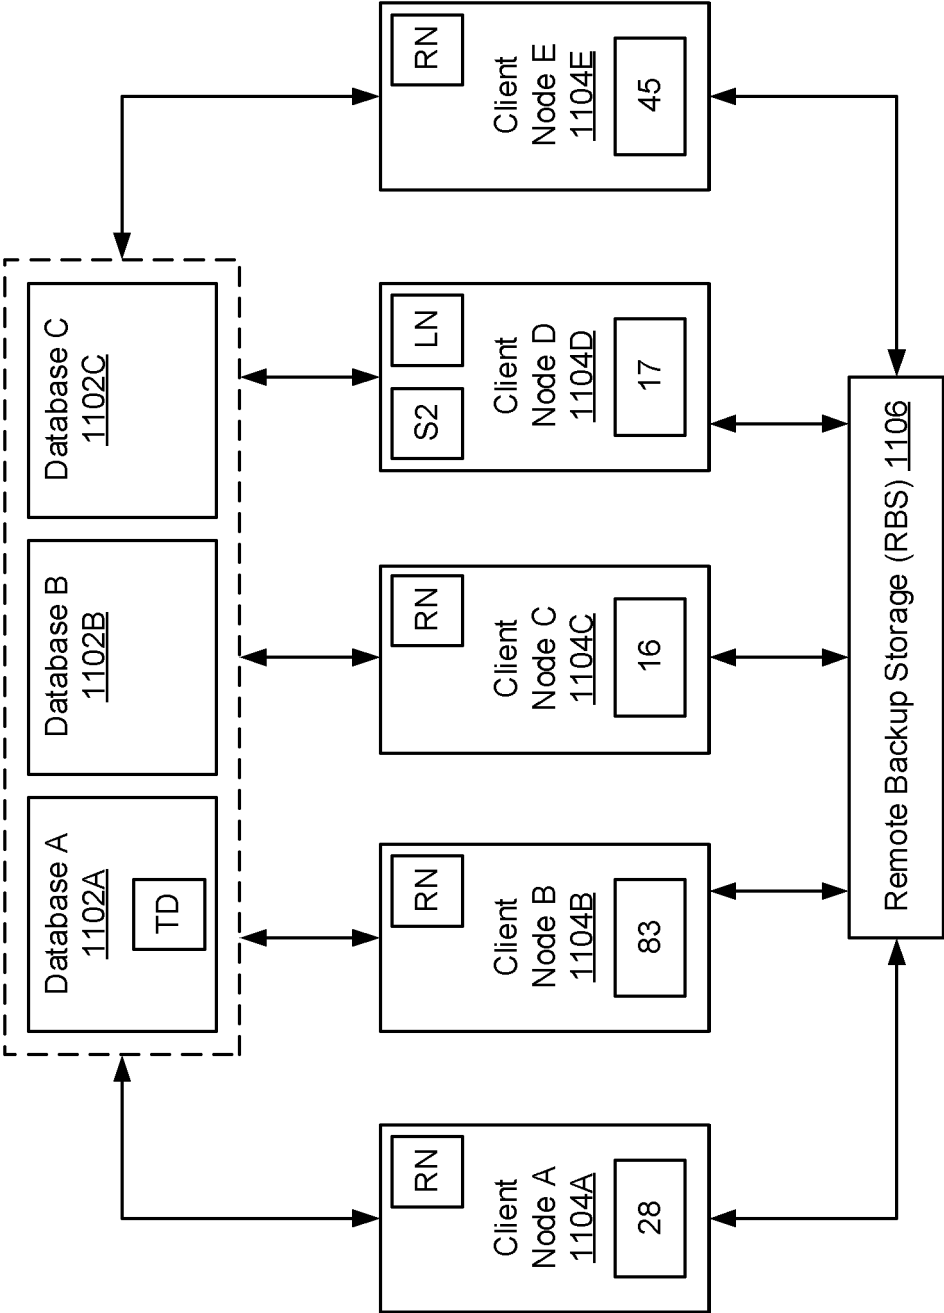 Database A
1102A
TD
Database B
1102B
Database C
1102C
RN
Client
Node A
1104A
28
RN
Client
Node B
1104B
83
RN
Client
Node C
1104C
16
S2
LN
Client
Node D
1104D
17
RN
Client
Node E
1104E
45
Remote Backup Storage (RBS) 1106